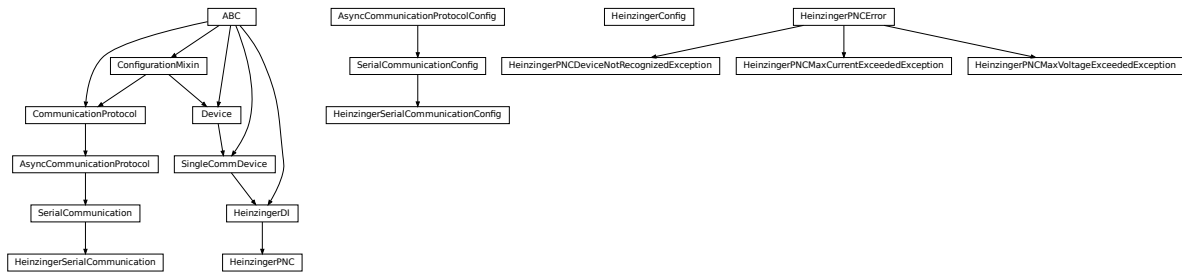 ABC
AsyncCommunicationProtocolConfig
HeinzingerConfig
HeinzingerPNCError
ConfigurationMixin
SerialCommunicationConfig
HeinzingerPNCDeviceNotRecognizedException
HeinzingerPNCMaxCurrentExceededException
HeinzingerPNCMaxVoltageExceededException
CommunicationProtocol
Device
HeinzingerSerialCommunicationConfig
AsyncCommunicationProtocol
SingleCommDevice
SerialCommunication
HeinzingerDI
HeinzingerSerialCommunication
HeinzingerPNC